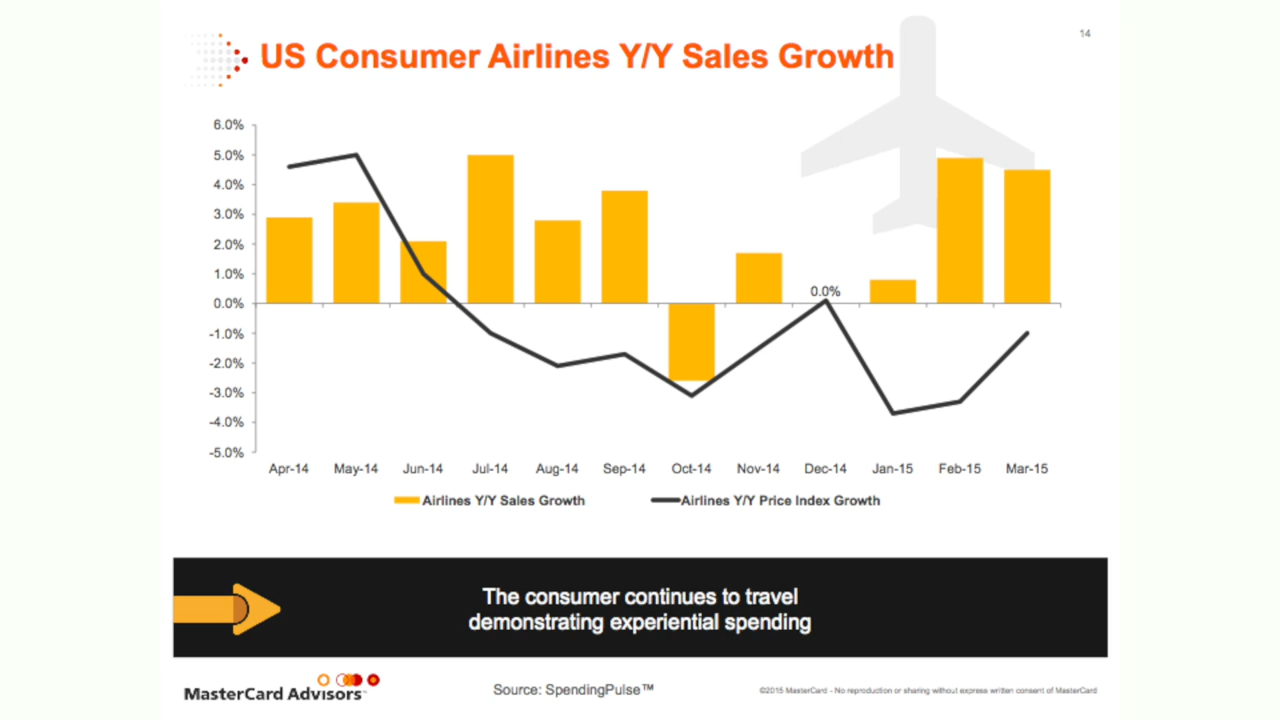 14
US Consumer Airlines Y/Y Sales Growth
6.0%
5.0%
4.0%
3.0%
2.0%
1.0%
0.0%
-1.0%
-2.0%
-3.0%
-4.0%
-5.0%
0.0%
Apr-14 May-14 Jun-14 Jul-14 Aug-14 Sep-14 Oct-14 Nov-14 Dec-14 Jan-15 Feb-15 Mar-15
Airlines Y/Y Sales Growth Airlines Y/Y Price Index Growth
The consumer continues to travel
demonstrating experiential spending
MasterCard Advisors™ Source: SpendingPulse™ ©2015 MasterCard - No reproduction or sharing without express written consent of MasterCard